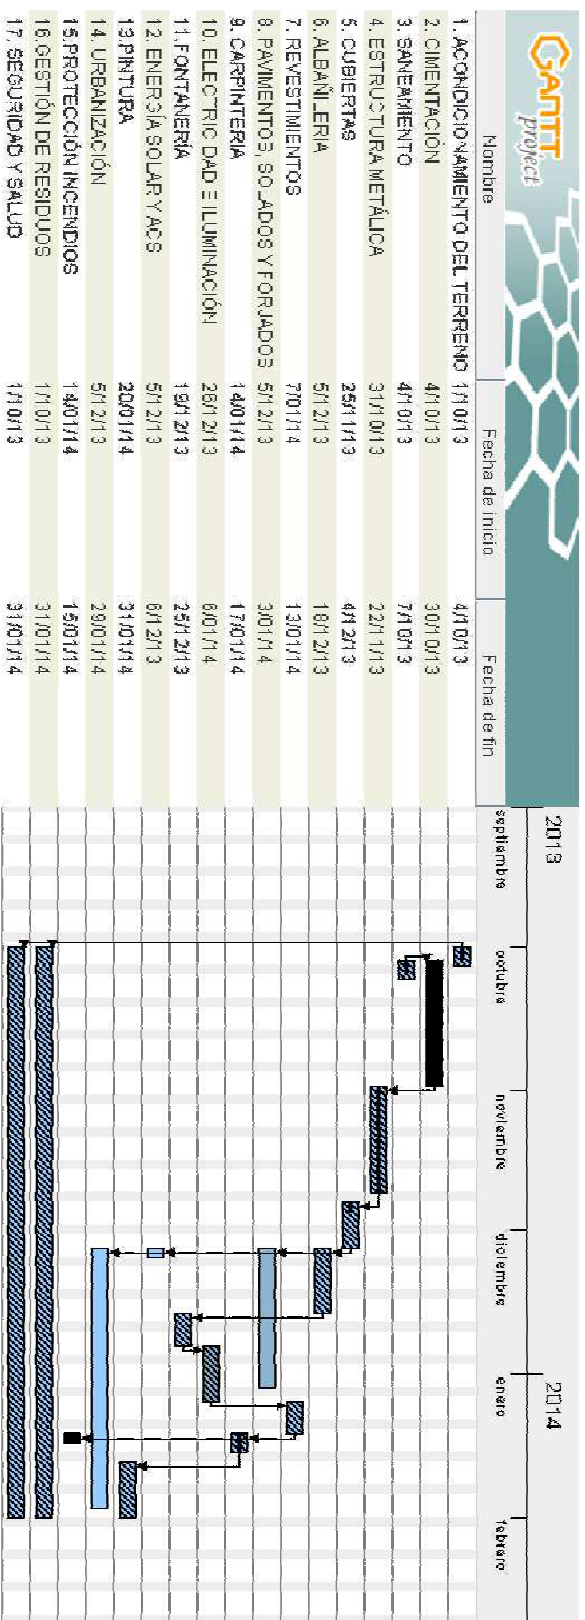 GANTT
project
2013 2014
Nombre Fecha de inicio Fecha de fin septiembre octubre noviembre diciembre enero febrero
1. ACONDICIONAMIENTO DEL TERRENO 1/10/13 4/10/13
2. CIMENTACIÓN 4/10/13 30/10/13
3. SANEAMIENTO 4/10/13 7/10/13
4. ESTRUCTURA METÁLICA 31/10/13 22/11/13
5. CUBIERTAS 25/11/13 4/12/13
6. ALBAÑILERIA 5/12/13 18/12/13
7. REVESTIMIENTOS 7/01/14 13/01/14
8. PAVIMENTOS, SOLADOS Y FORJADOS 5/12/13 3/01/14
9. CARPINTERIA 14/01/14 17/01/14
10. ELECTRICIDAD E ILUMINACIÓN 26/12/13 6/01/14
11. FONTANERÍA 19/12/13 25/12/13
12. ENERGÍA SOLAR Y ACS 5/12/13 6/12/13
13.PINTURA 20/01/14 31/01/14
14. URBANIZACIÓN 5/12/13 29/01/14
15.PROTECCIÓN INCENDIOS 14/01/14 15/01/14
16.GESTIÓN DE RESIDUOS 1/10/13 31/01/14
17. SEGURIDAD Y SALUD 1/10/13 31/01/14